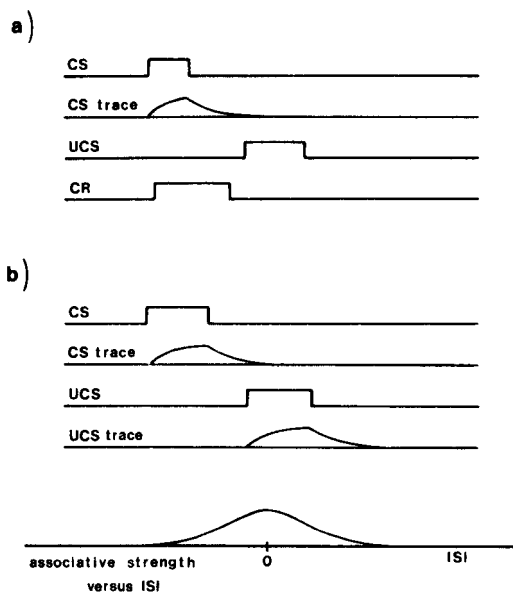 a)
CS
CS trace
UCS
CR
b)
CS
CS trace
UCS
UCS trace
associative strength
versus ISI
0
ISI